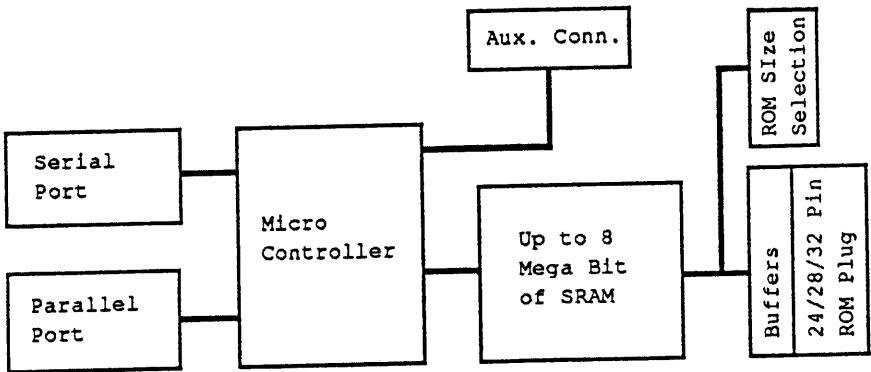 Aux. Conn.
ROM SIze
Selection
Serial
Port
Micro
Controller
Up to 8
Mega Bit
of SRAM
Parallel
Port
Buffers
24/28/32 Pin
ROM Plug